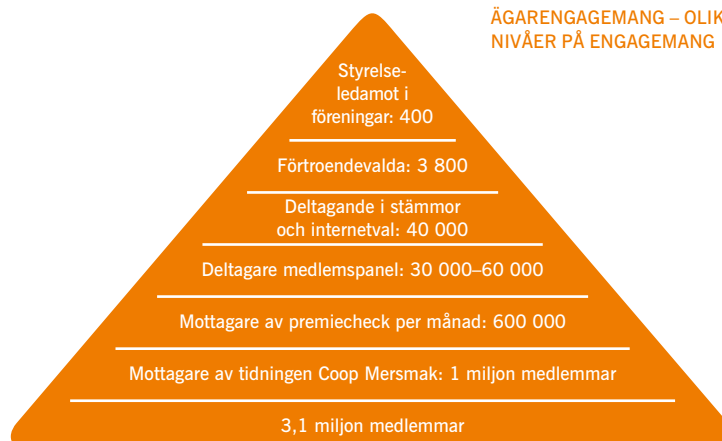 ÄGARENGAGEMANG – OLIK
NIVÅER PÅ ENGAGEMANG
Styrelse-
ledamot i
föreningar: 400
Förtroendevalda: 3 800
Deltagande i stämmor
och internetval: 40 000
Deltagare medlemspanel: 30 000–60 000
Mottagare av premiecheck per månad: 600 000
Mottagare av tidningen Coop Mersmak: 1 miljon medlemmar
3,1 miljon medlemmar